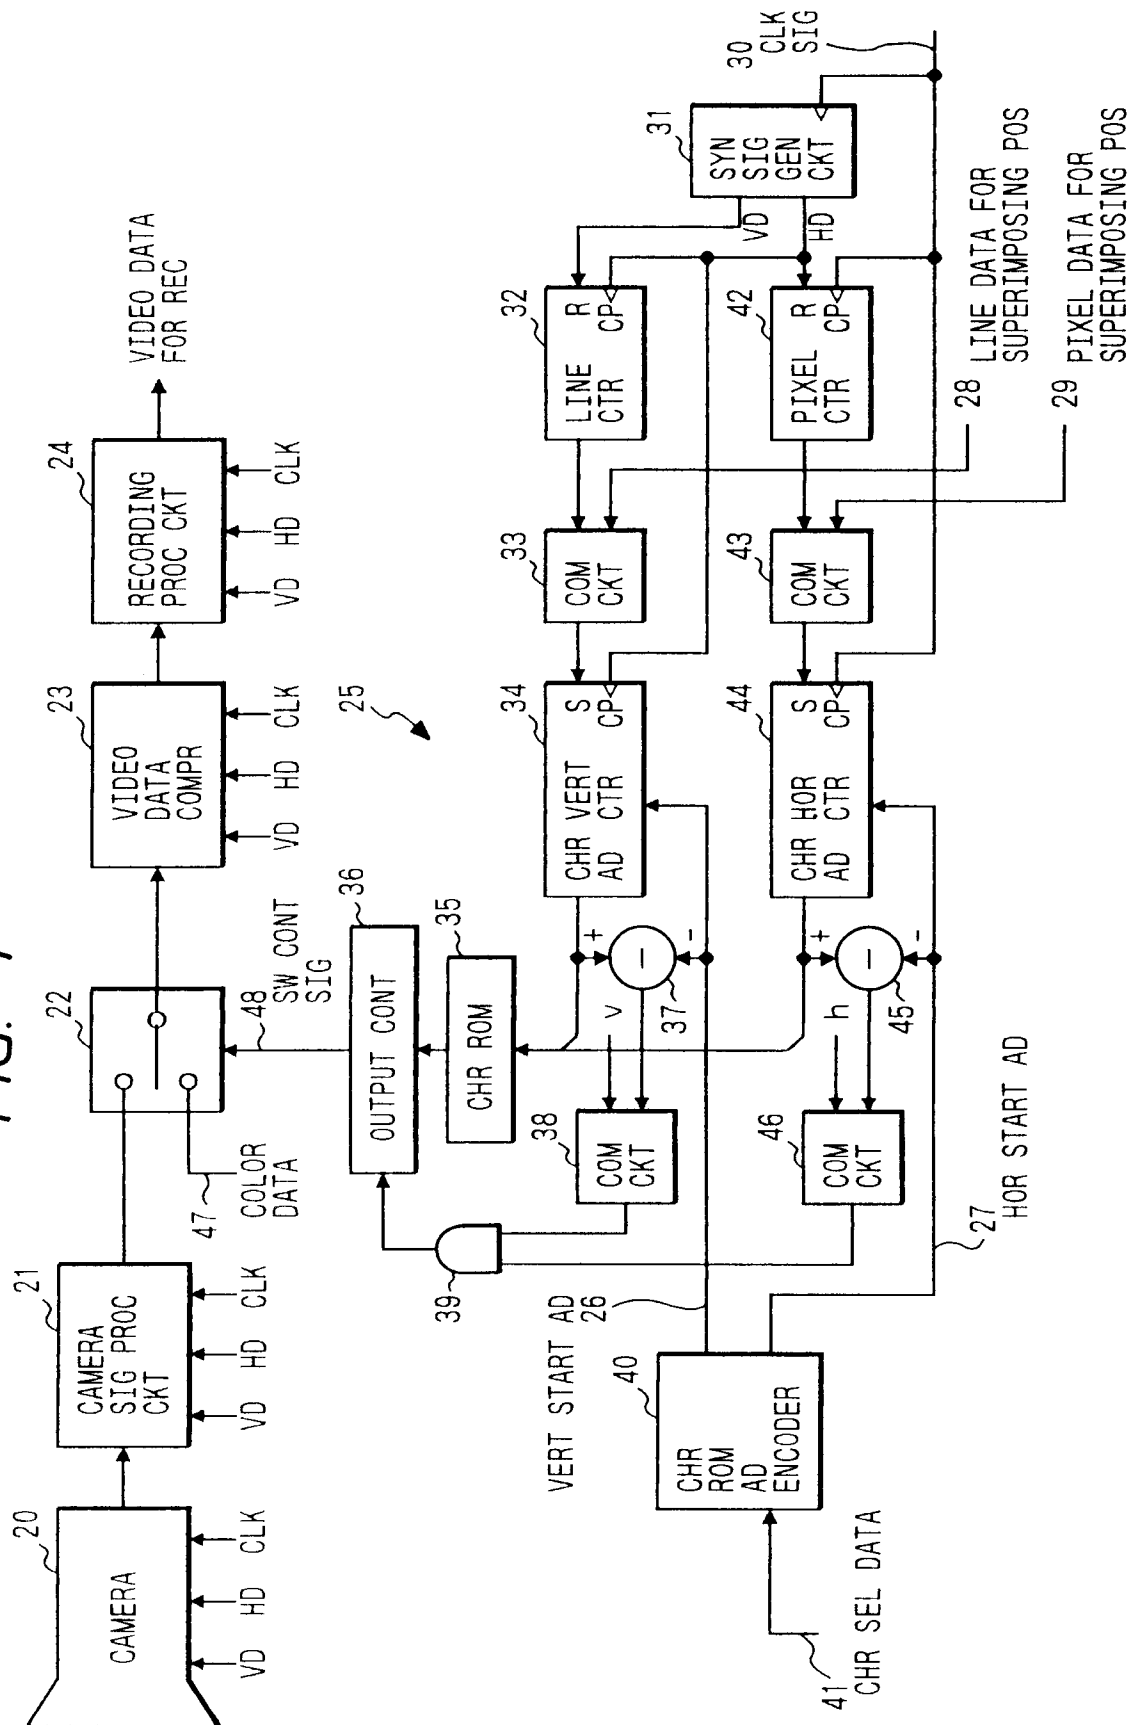 20
CAMERA
VD
HD
CLK
21
CAMERA
SIG PROC
CKT
VD
HD
CLK
47
COLOR
DATA
22
48
SW CONT
SIG
23
VIDEO
DATA
COMPR
VD
HD
CLK
24
RECORDING
PROC CKT
VD
HD
CLK
VIDEO DATA
FOR REC
25
36
OUTPUT CONT
35
CHR ROM
39
VERT START AD
26
40
CHR
ROM
AD
ENCODER
41
CHR SEL DATA
38
COM
CKT
v
+
-
-
37
34
CHR VERT
AD CTR
S
CP
33
COM
CKT
32
LINE
CTR
R
CP
VD
HD
31
SYN
SIG
GEN
CKT
30
CLK
SIG
46
COM
CKT
h
+
-
-
45
44
CHR HOR
AD CTR
S
CP
43
COM
CKT
42
PIXEL
CTR
R
CP
27
HOR START AD
28
LINE DATA FOR
SUPERIMPOSING POS
29
PIXEL DATA FOR
SUPERIMPOSING POS